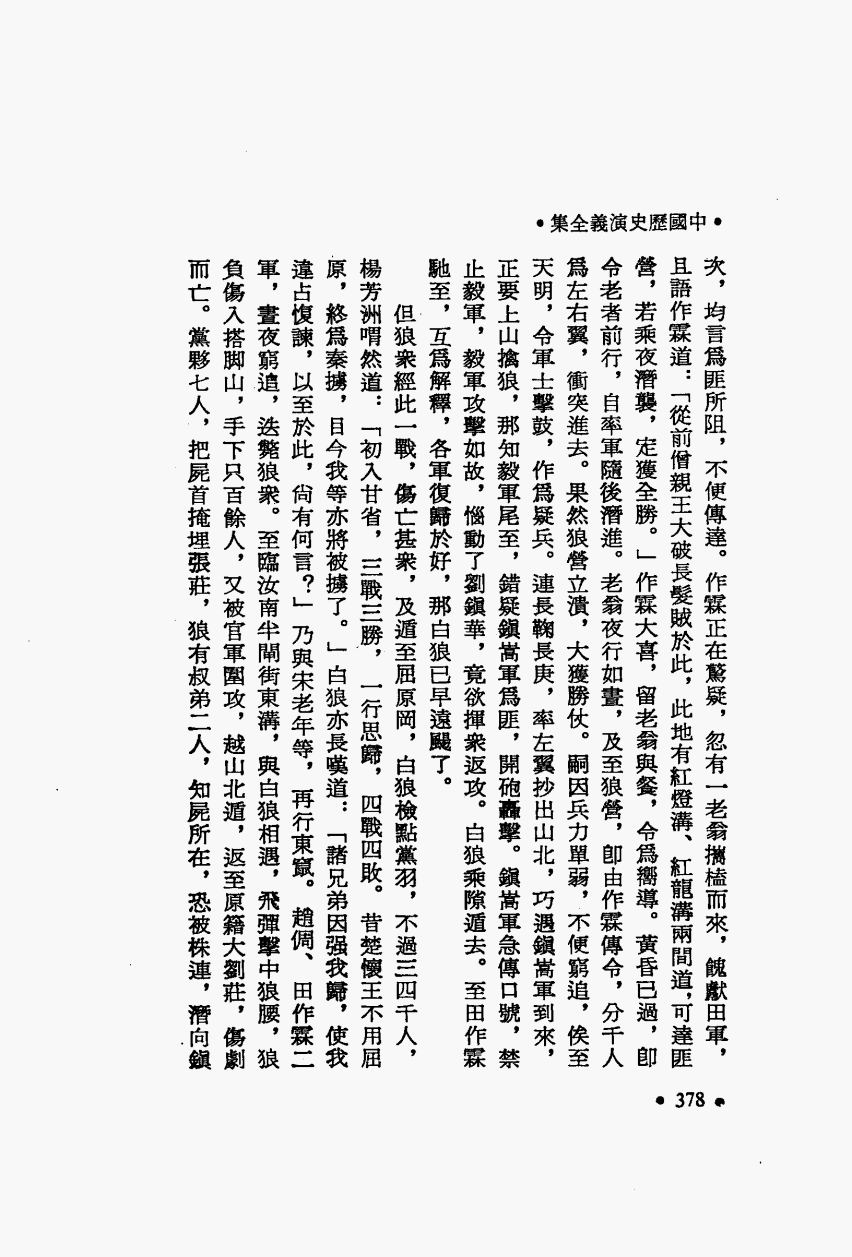 •中國歷史演義全集•
次，均言爲匪所阻，不便傳達。作霖正在驚疑，忽有一老翁攜榼而來，餽獻田軍，
且語作霖道：「從前僧親王大破長髮賊於此，此地有紅燈溝、紅龍溝兩間道，可達匪
營，若乘夜潛襲，定獲全勝。」作霖大喜，留老翁與餐，令爲嚮導。黃昏已過，卽
令老者前行，自率軍隨後潛進。老翁夜行如晝，及至狼營，卽由作霖傳令，分千人
爲左右翼，衝突進去。果然狼營立潰，大獲勝仗。嗣因兵力單弱，不便窮追，俟至
天明，令軍士擊鼓，作爲疑兵。連長鞠長庚，率左翼抄出山北，巧遇鎭嵩軍到來，
正要上山擒狼，那知毅軍尾至，錯疑鎭嵩軍爲匪，開砲轟擊。鎭嵩軍急傳口號，禁
止毅軍，毅軍攻擊如故，惱動了劉鎭華，竟欲揮衆返攻。白狼乘隙遁去。至田作霖
馳至，互爲解釋，各軍復歸於好，那白狼已早遠颺了。
但狼衆經此一戰，傷亡甚衆，及遁至屈原岡，白狼檢點黨羽，不過三四千人，
楊芳洲喟然道：「初入甘省，三戰三勝，一行思歸，四戰四敗。昔楚懷王不用屈
原，終爲秦擄，目今我等亦將被擄了。」白狼亦長嘆道：「諸兄弟因强我歸，使我
違占愎諫，以至於此，尙有何言？」乃與宋老年等，再行東竄。趙倜、田作霖二
軍，晝夜窮追，迭斃狼衆。至臨汝南半閘街東溝，與白狼相遇，飛彈擊中狼腰，狼
負傷入搭脚山，手下只百餘人，又被官軍圍攻，越山北遁，返至原籍大劉莊，傷劇
而亡。黨夥七人，把屍首掩埋張莊，狼有叔弟二人，知屍所在，恐被株連，潛向鎭
• 378 •